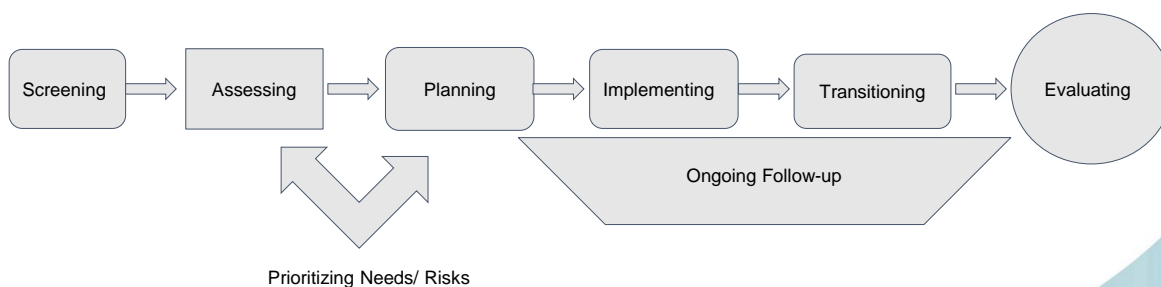 Screening
Assessing
Planning
Implementing
Transitioning
Evaluating
Ongoing Follow-up
Prioritizing Needs/ Risks